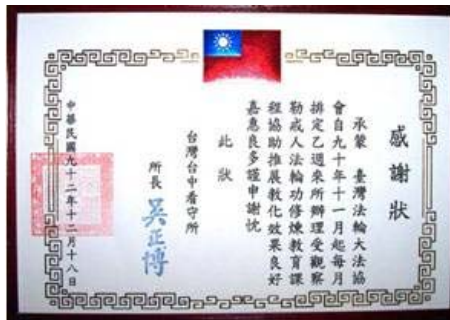 感謝狀
承蒙 臺灣法輪大法協
會自九十年十一月起每月
排定乙週來所辦理受觀察
勒戒人法輪功修煉教育課
程協助推展教化效果良好
嘉惠良多謹申謝忱
此狀
台灣台中看守所
所長 吳正博
中華民國九十二年十二月十八日